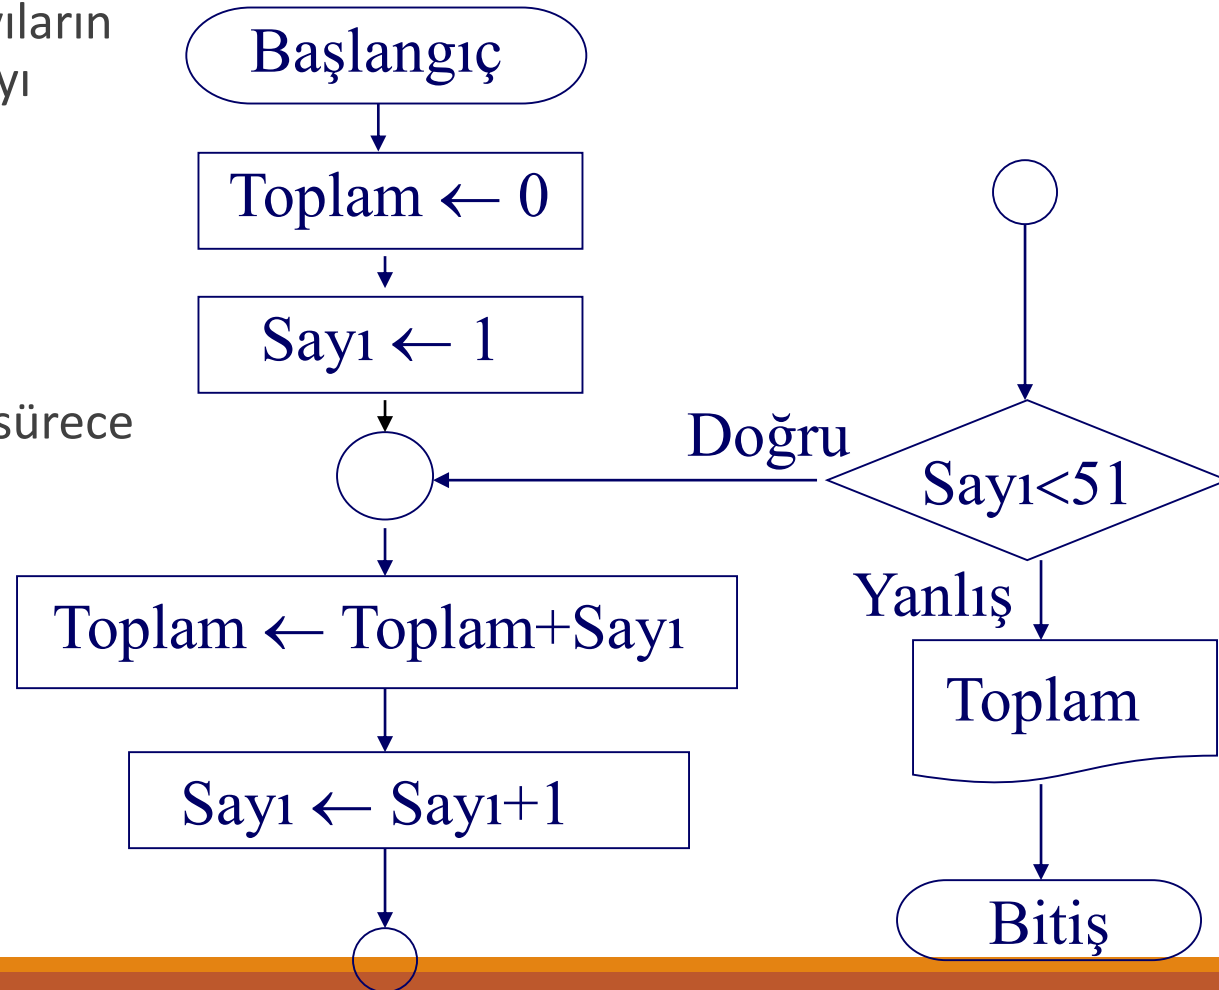 Başlangıç
Toplam ← 0
Sayı ← 1
sürece
Toplam ← Toplam+Sayı
Sayı ← Sayı+1
Doğru
Sayı<51
Yanlış
Toplam
Bitiş